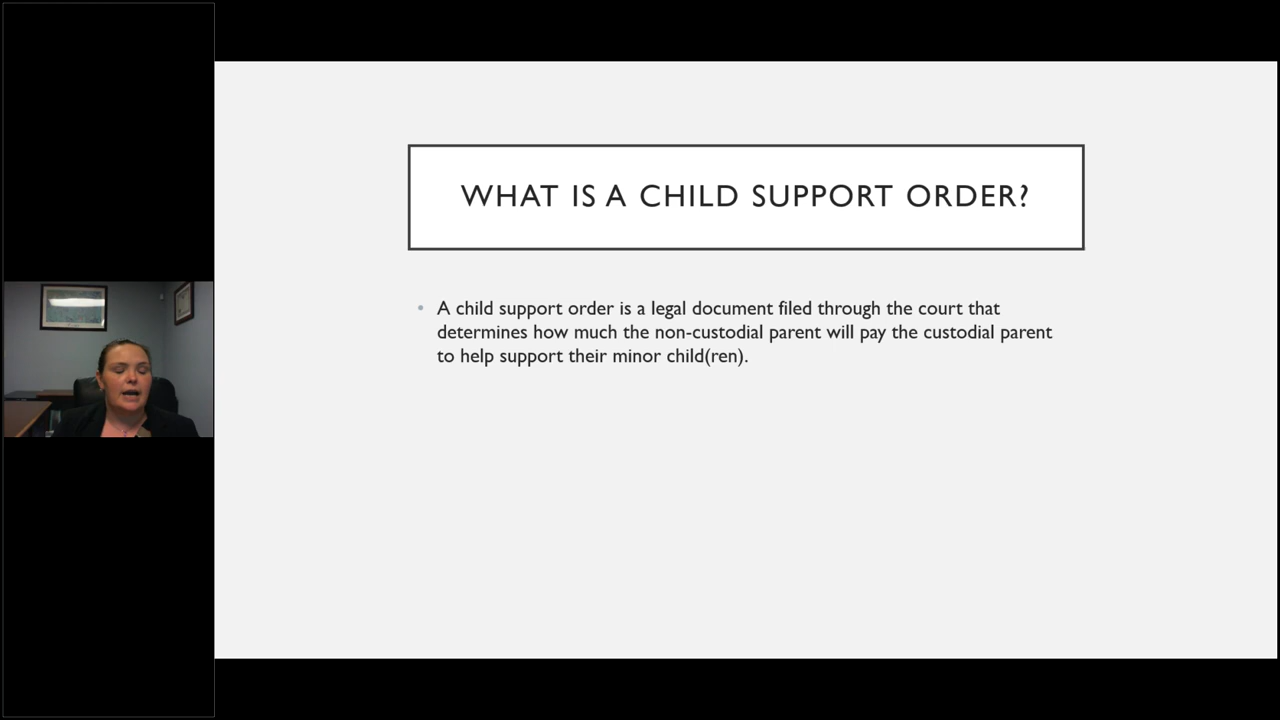 WHAT IS A CHILD SUPPORT ORDER?
• A child support order is a legal document filed through the court that
determines how much the non-custodial parent will pay the custodial parent
to help support their minor child(ren).